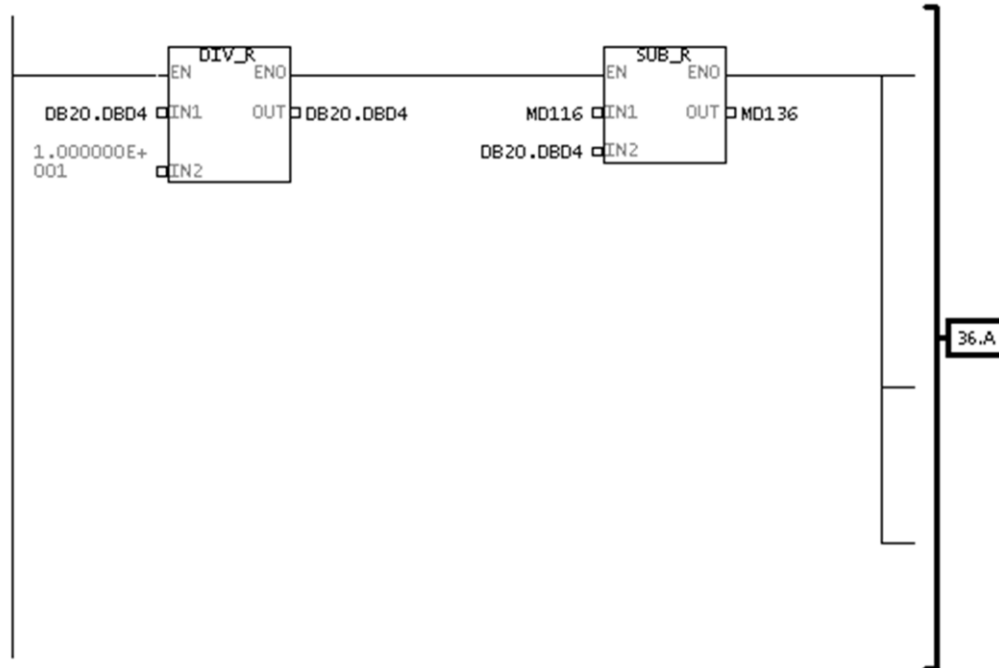 DIV_R
EN ENO
DB20.DBD4 IN1 OUT DB20.DBD4
1.000000E+
001 IN2
SUB_R
EN ENO
MD116 IN1 OUT MD136
DB20.DBD4 IN2
36.A